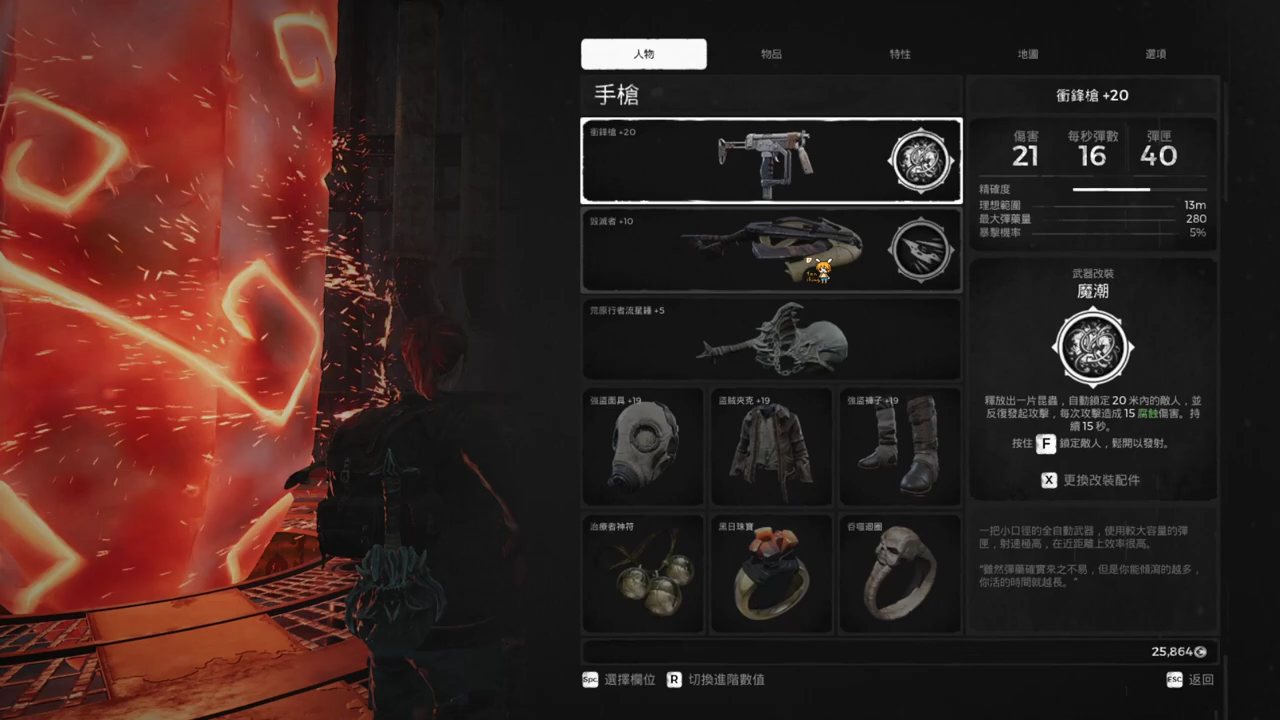 人物
物品
特性
地圖
選項
手槍
衝鋒槍 +20
毀滅者 +10
荒原行者流星錘 +5
強盜面具 +19
盜賊夾克 +19
強盜褲子 +19
治療者神符
黑日珠寶
吞噬迴圈
衝鋒槍 +20
傷害 每秒彈數 彈匣
21 16 40
精確度
理想範圍 13m
最大彈藥量 280
暴擊機率 5%
武器改裝
魔潮
釋放出一片昆蟲，自動鎖定 20 米內的敵人，並
反復發起攻擊，每次攻擊造成 15 腐蝕傷害。持
續 15 秒。
按住 F 鎖定敵人，鬆開以發射。
X 更換改裝配件
一把小口徑的全自動武器，使用較大容量的彈
匣，射速極高，在近距離上效率很高。
"雖然彈藥確實來之不易，但是你能傾瀉的越多，
你活的時間就越長。"
25,864
Spc 選擇欄位 R 切換進階數值
ESC 返回